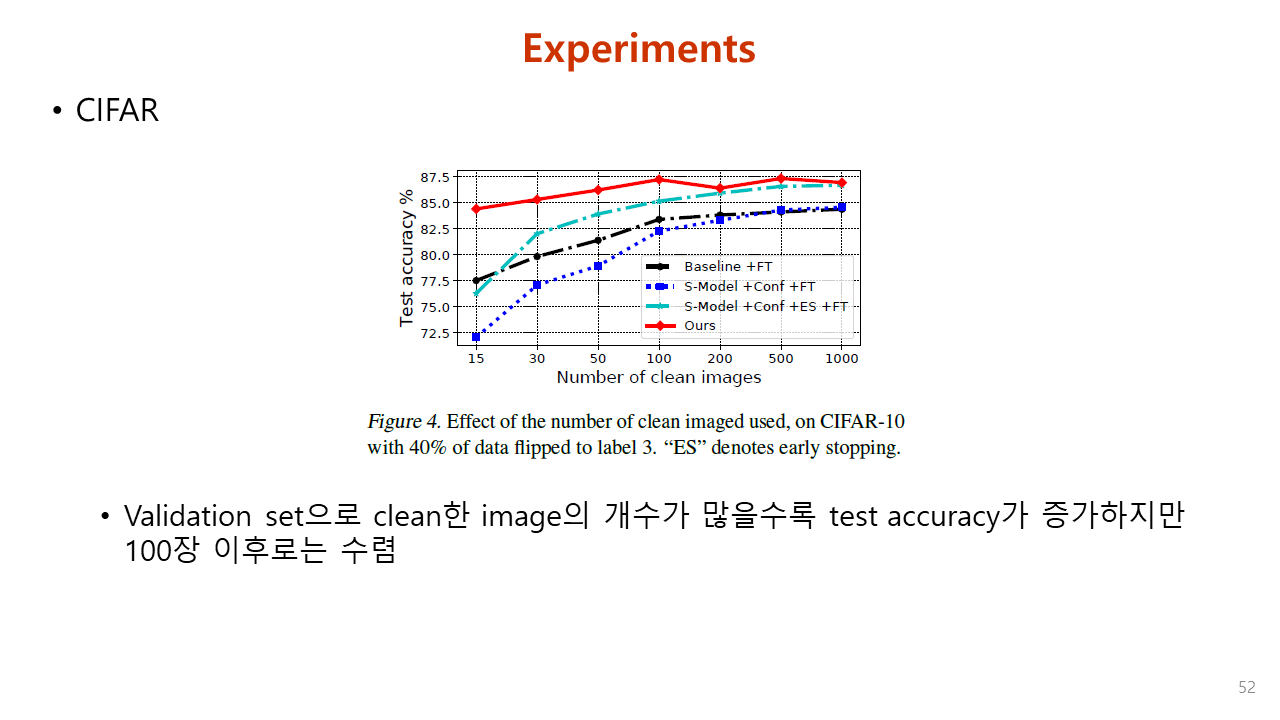 Experiments
• CIFAR
87.5
85.0
82.5
80.0
77.5
75.0
72.5
Test accuracy %
Baseline +FT
S-Model +Conf +FT
S-Model +Conf +ES +FT
Ours
15 30 50 100 200 500 1000
Number of clean images
Figure 4. Effect of the number of clean imaged used, on CIFAR-10
with 40% of data flipped to label 3. “ES” denotes early stopping.
• Validation set으로 clean한 image의 개수가 많을수록 test accuracy가 증가하지만
100장 이후로는 수렴
52